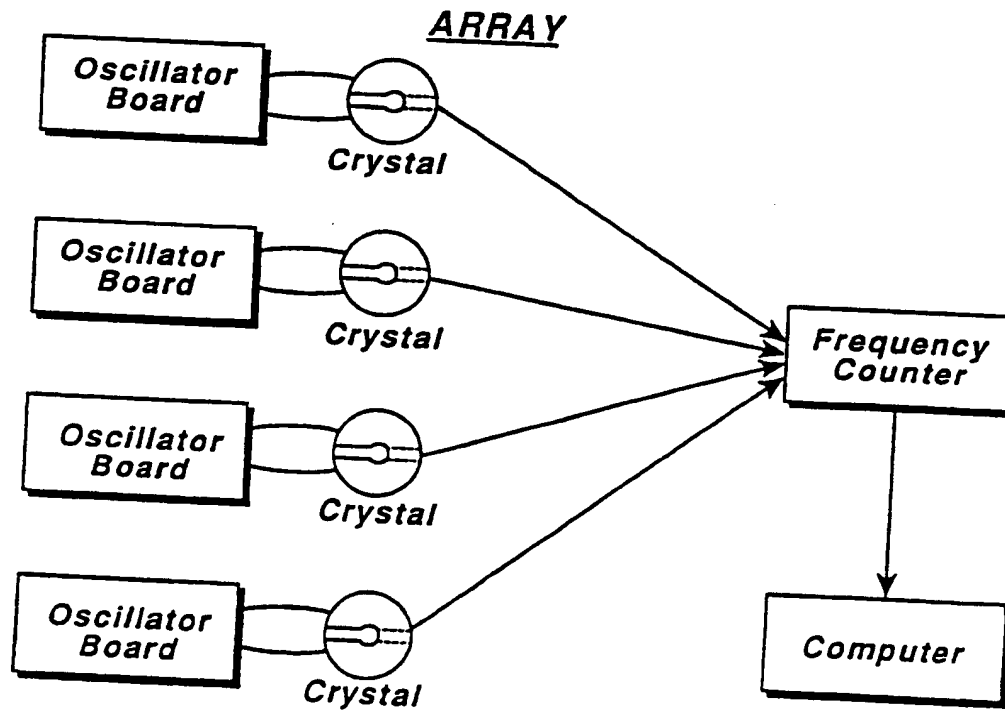 ARRAY
Oscillator
Board
Crystal
Oscillator
Board
Crystal
Frequency
Counter
Oscillator
Board
Crystal
Oscillator
Board
Crystal
Computer